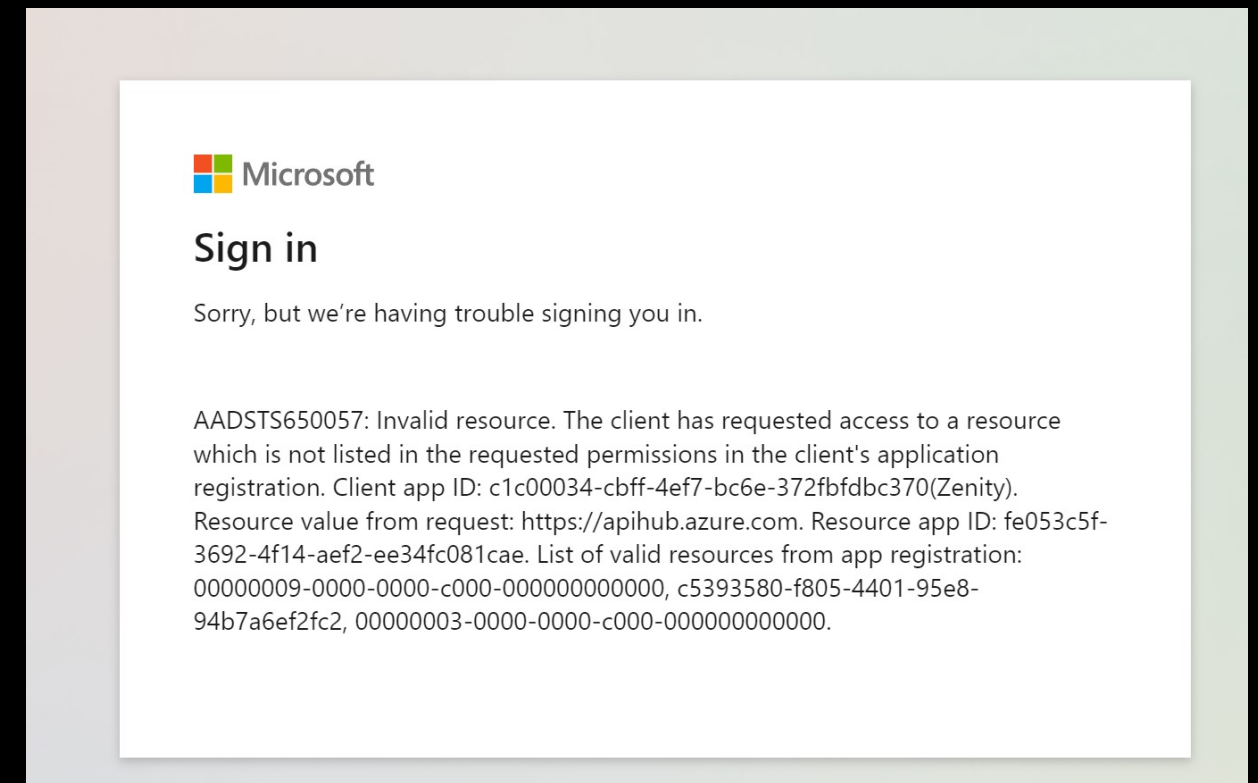 Microsoft
Sign in
Sorry, but we’re having trouble signing you in.
AADSTS650057: Invalid resource. The client has requested access to a resource
which is not listed in the requested permissions in the client's application
registration. Client app ID: c1c00034-cbff-4ef7-bc6e-372fbfdbc370(Zenity).
Resource value from request: https://apihub.azure.com. Resource app ID: fe053c5f-
3692-4f14-aef2-ee34fc081cae. List of valid resources from app registration:
00000009-0000-0000-c000-000000000000, c5393580-f805-4401-95e8-
94b7a6ef2fc2, 00000003-0000-0000-c000-000000000000.